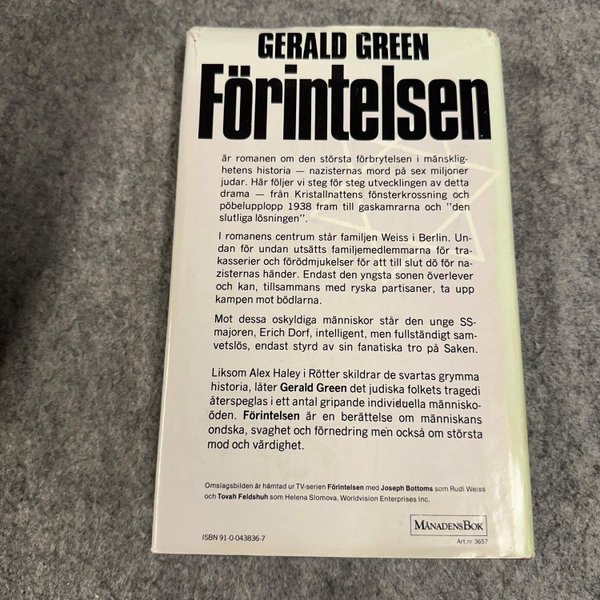 GERALD GREEN
Förintelsen
är romanen om den största förbrytelsen i mänsklig-
hetens historia — nazisternas mord på sex miljoner
judar. Här följer vi steg för steg utvecklingen av detta
drama — från Kristallnattens fönsterkrossning och
pöbelupplopp 1938 fram till gaskamrarna och "den
slutliga lösningen".
I romanens centrum står familjen Weiss i Berlin. Un-
dan för undan utsätts familjemedlemmarna för tra-
kasserier och förödmjukelser för att till slut dö för na-
zisternas händer. Endast den yngsta sonen överlever
och kan, tillsammans med ryska partisaner, ta upp
kampen mot bödlarna.
Mot dessa oskyldiga människor står den unge SS-
majoren, Erich Dorf, intelligent, men fullständigt sam-
vetslös, endast styrd av sin fanatiska tro på Saken.
Liksom Alex Haley i Rötter skildrar de svartas grymma
historia, låter Gerald Green det judiska folkets tragedi
återspeglas i ett antal gripande individuella människo-
öden. Förintelsen är en berättelse om människans
ondska, svaghet och förnedring men också om största
mod och värdighet.
Omslagsbilden är hämtad ur TV-serien Förintelsen med Joseph Bottoms som Rudi Weiss
och Tovah Feldshuh som Helena Slomova. Worldvision Enterprises Inc.
MÅNADENS BOK
ISBN 91-0-043836-7
Art.nr 3657